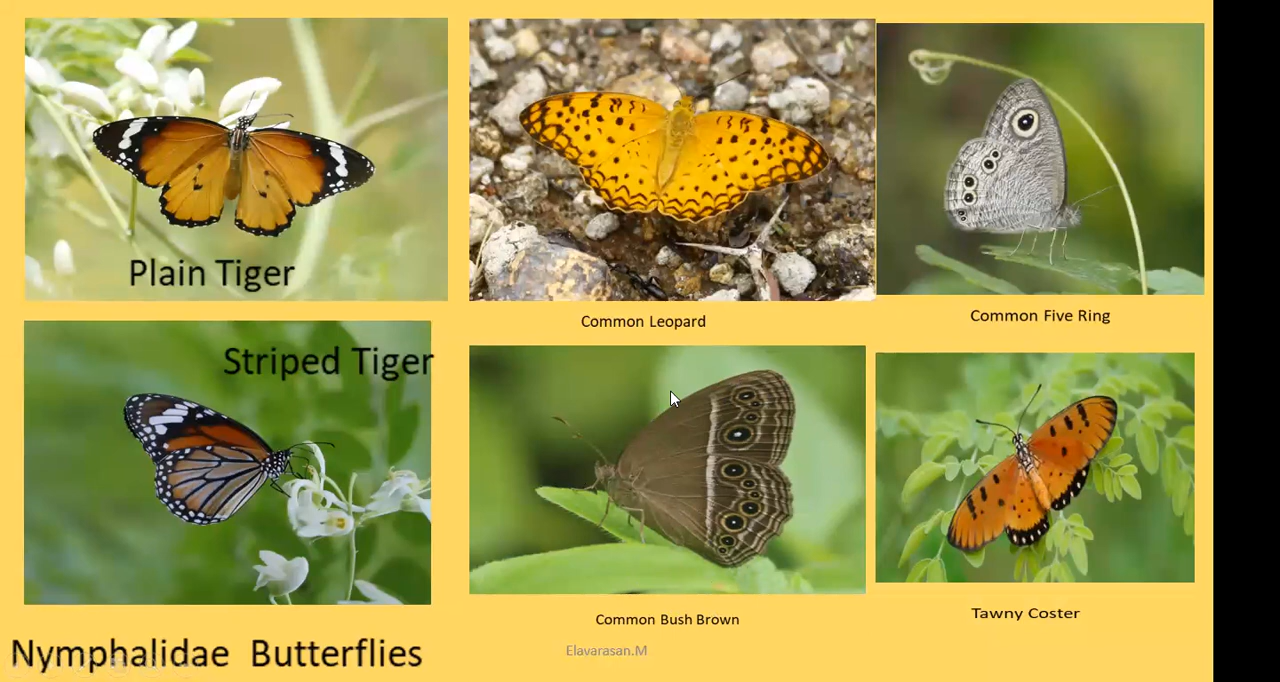 Plain Tiger
Common Leopard
Common Five Ring
Striped Tiger
Common Bush Brown
Tawny Coster
Nymphalidae Butterflies
Elavarasan.M